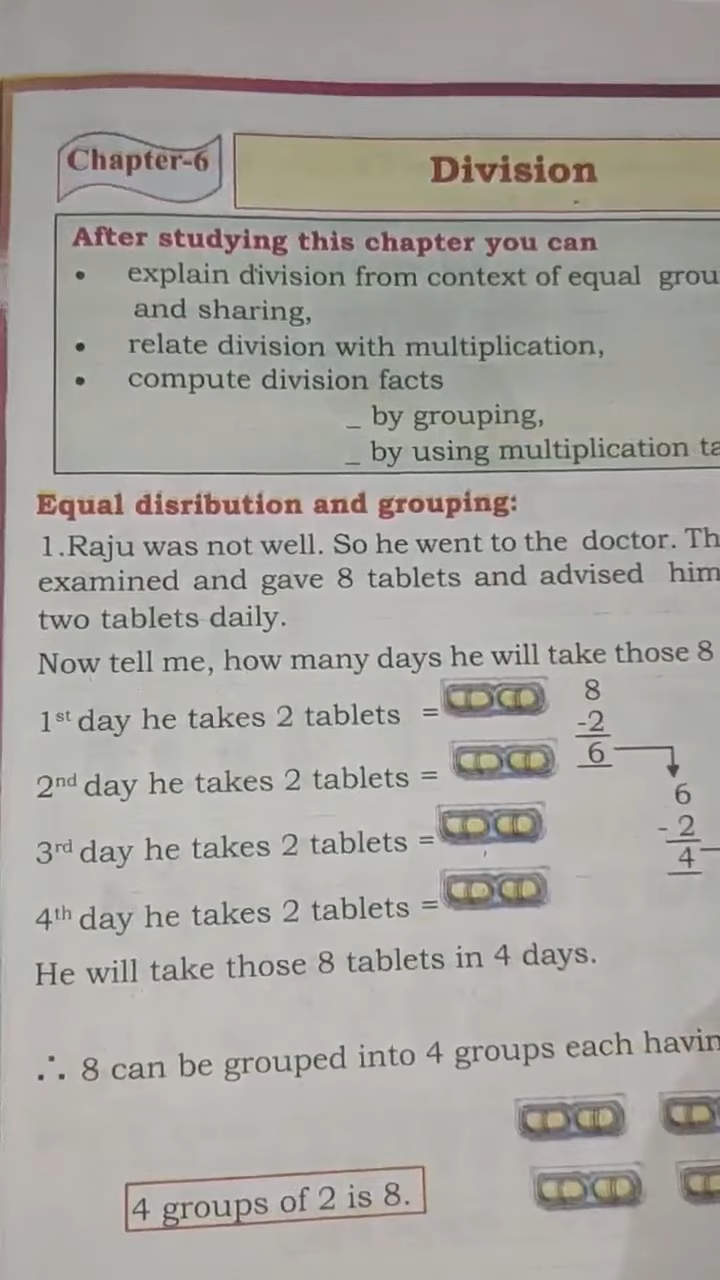 Chapter-6
Division
After studying this chapter you can
• explain division from context of equal grou
and sharing,
• relate division with multiplication,
• compute division facts
_ by grouping,
_ by using multiplication ta
Equal disribution and grouping:
1.Raju was not well. So he went to the doctor. Th
examined and gave 8 tablets and advised him
two tablets daily.
Now tell me, how many days he will take those 8
1st day he takes 2 tablets =
8
-2
6
2nd day he takes 2 tablets =
6
- 2
4
3rd day he takes 2 tablets =
4th day he takes 2 tablets =
He will take those 8 tablets in 4 days.
∴ 8 can be grouped into 4 groups each havin
4 groups of 2 is 8.